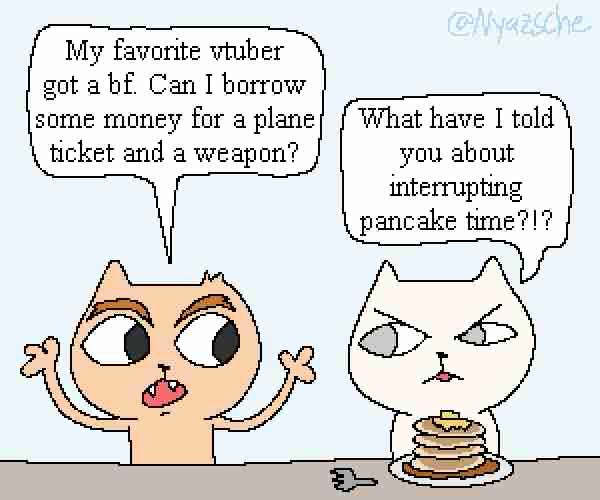 @Nyazsche
My favorite vtuber
got a bf. Can I borrow
some money for a plane
ticket and a weapon?
What have I told
you about
interrupting
pancake time?!?